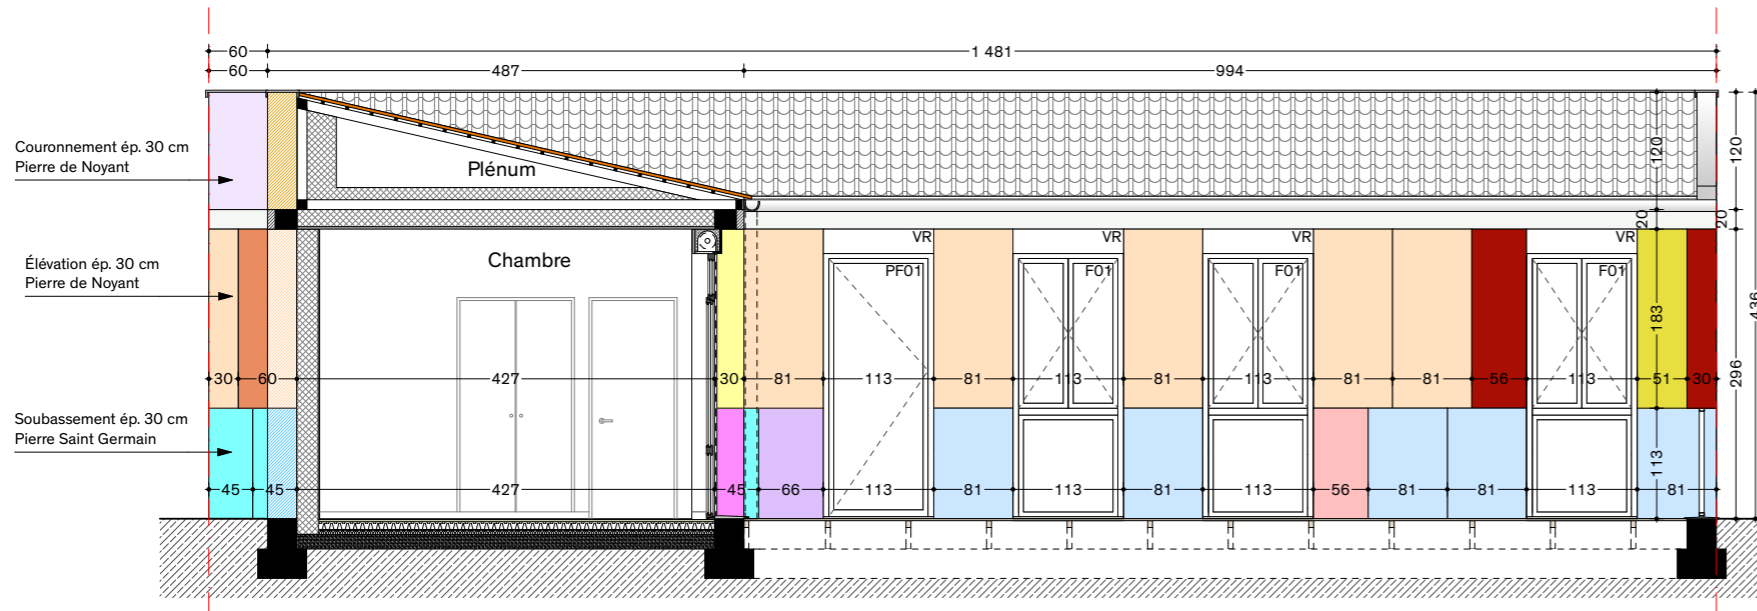 60
1 481
60
487
994
Couronnement ép. 30 cm
Pierre de Noyant
Plénum
120
120
20
20
Élévation ép. 30 cm
Pierre de Noyant
Chambre
VR
VR
VR
VR
PF01
F01
F01
F01
183
436
296
30
60
427
30
81
113
81
113
81
113
81
81
56
113
51
30
Soubassement ép. 30 cm
Pierre Saint Germain
113
45
45
427
45
66
113
81
113
81
113
56
81
81
113
81